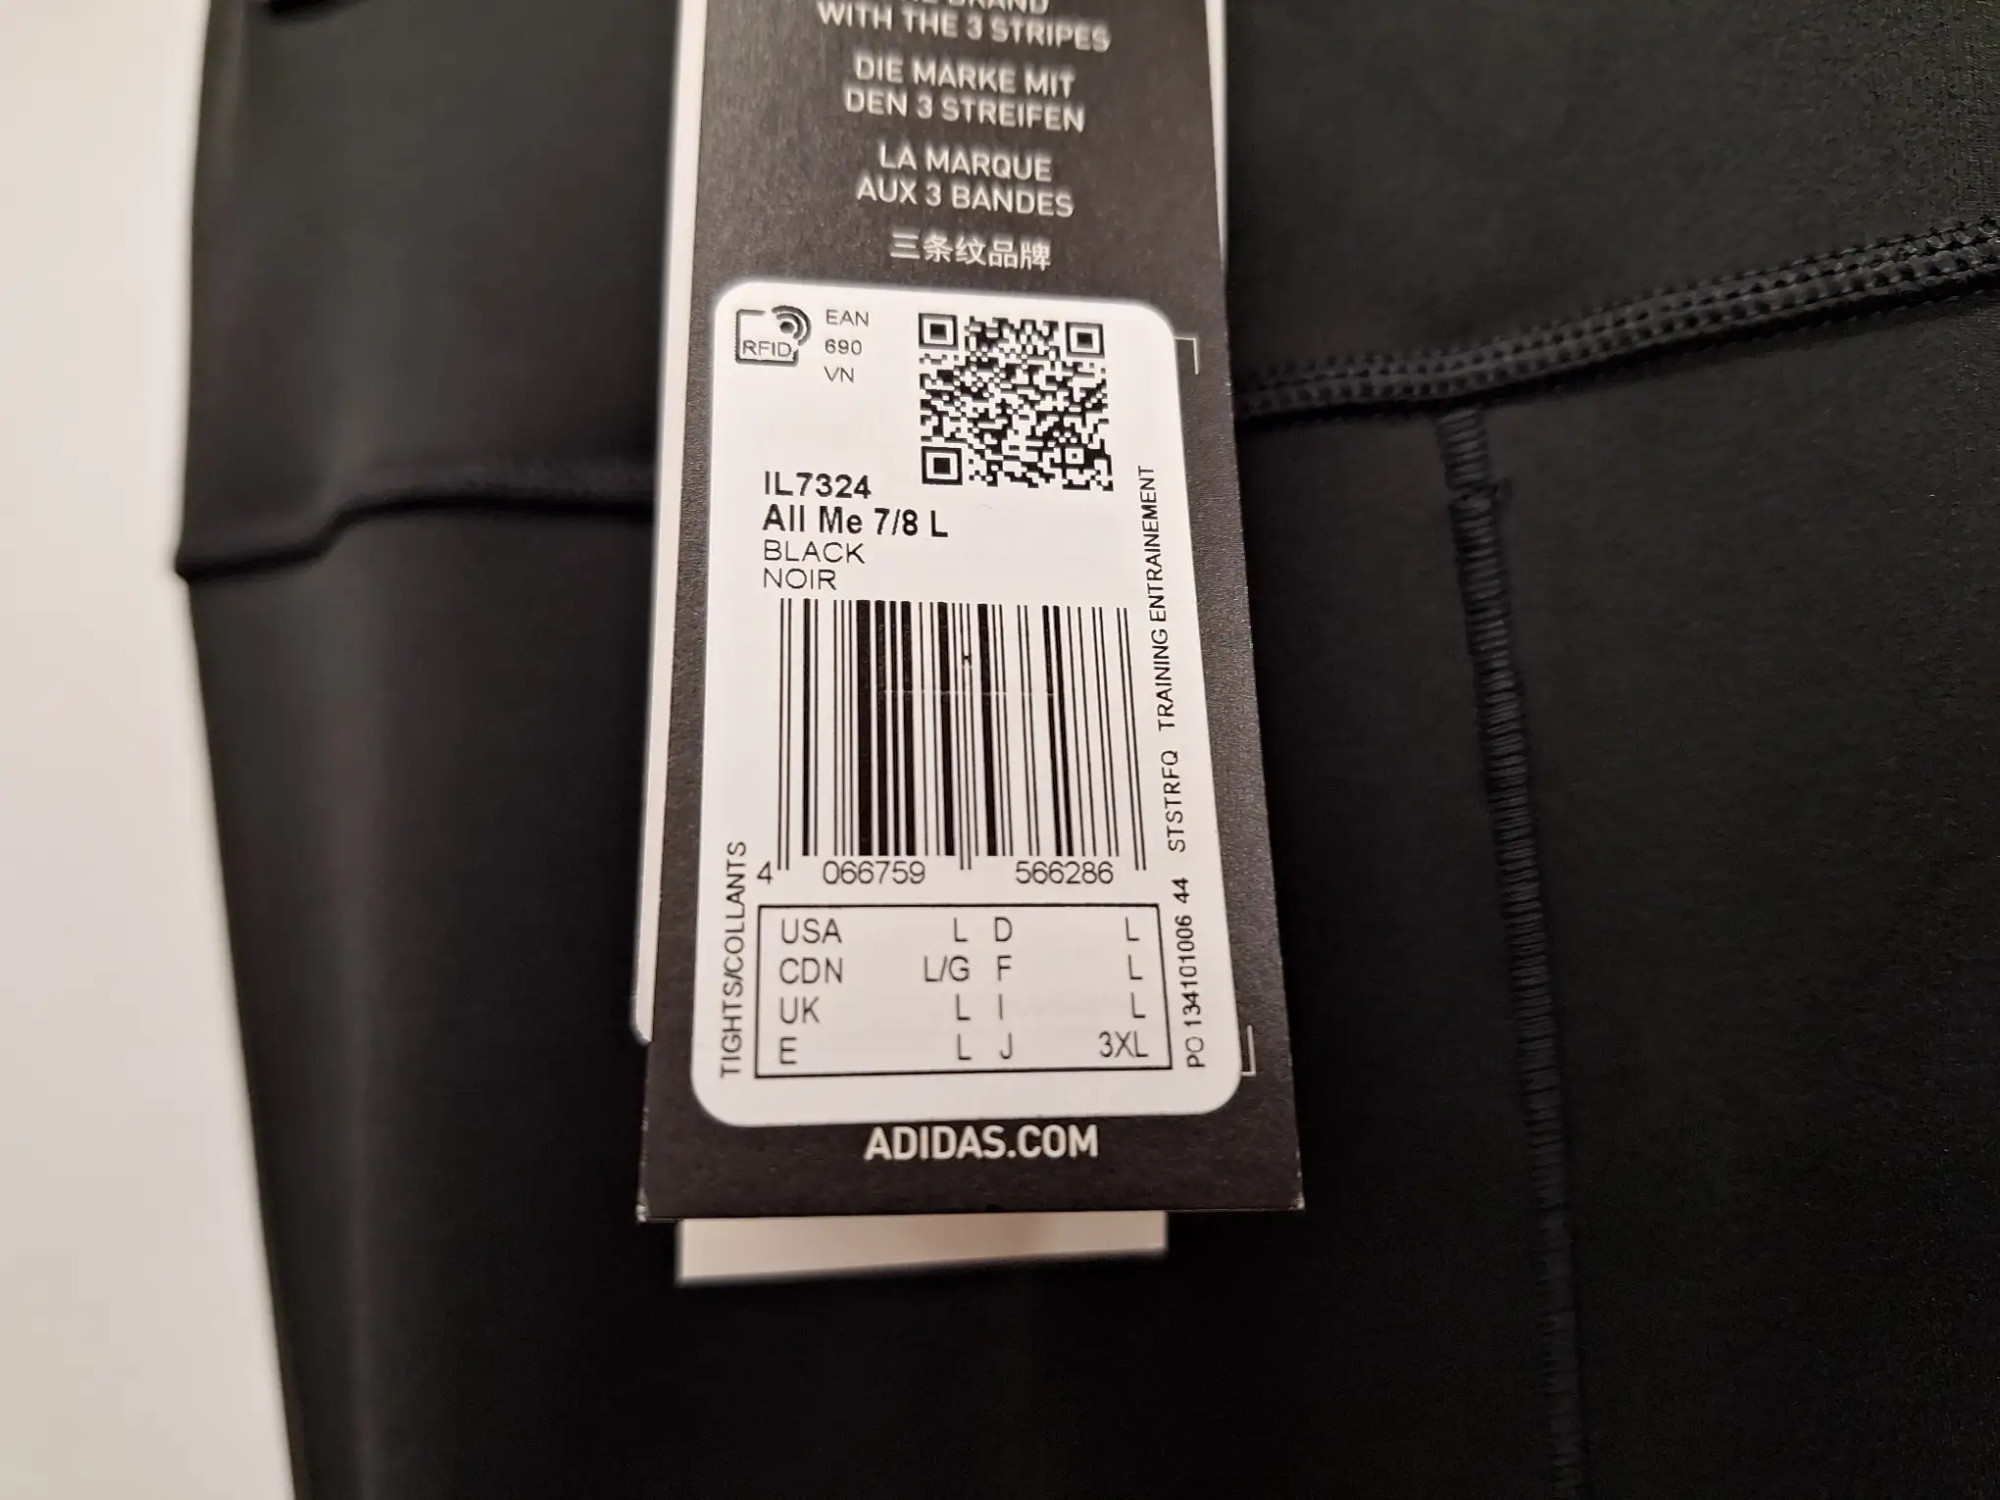 BRAND
WITH THE 3 STRIPES
DIE MARKE MIT
DEN 3 STREIFEN
LA MARQUE
AUX 3 BANDES
三条纹品牌
RFID
EAN
690
VN
IL7324
All Me 7/8 L
BLACK
NOIR
4 066759 566286
TIGHTS/COLLANTS
PO 134101006 44 STSTRFQ TRAINING ENTRAINEMENT
USA L D L
CDN L/G F L
UK L I L
E L J 3XL
ADIDAS.COM